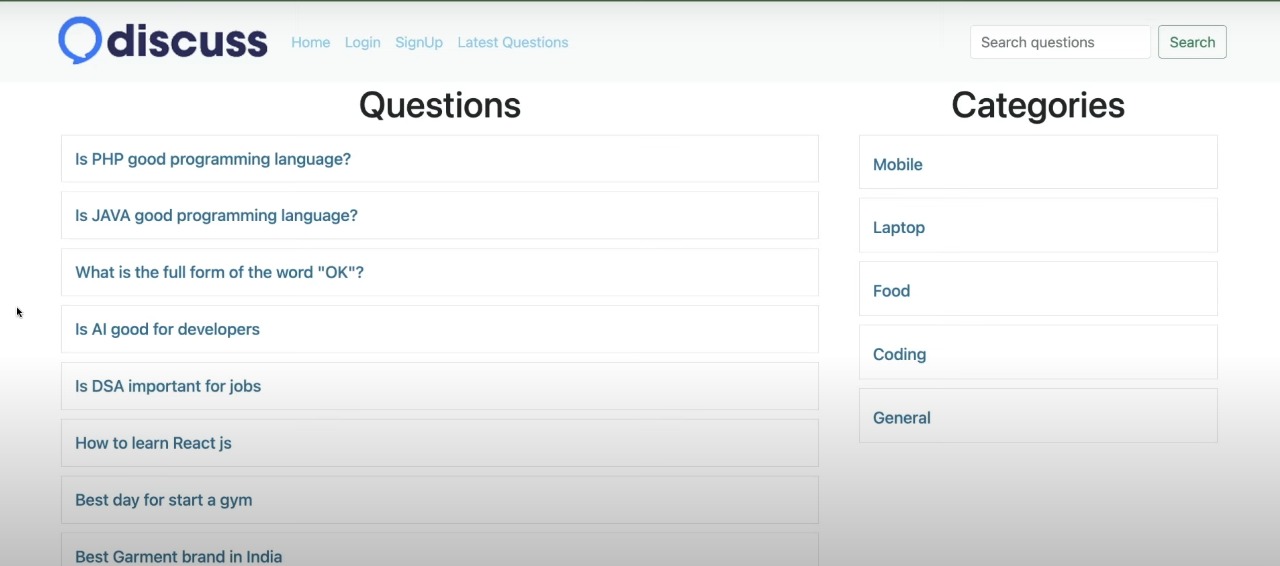 discuss
Home Login SignUp Latest Questions
Search questions
Search
Questions
Is PHP good programming language?
Is JAVA good programming language?
What is the full form of the word "OK"?
Is AI good for developers
Is DSA important for jobs
How to learn React js
Best day for start a gym
Best Garment brand in India
Categories
Mobile
Laptop
Food
Coding
General